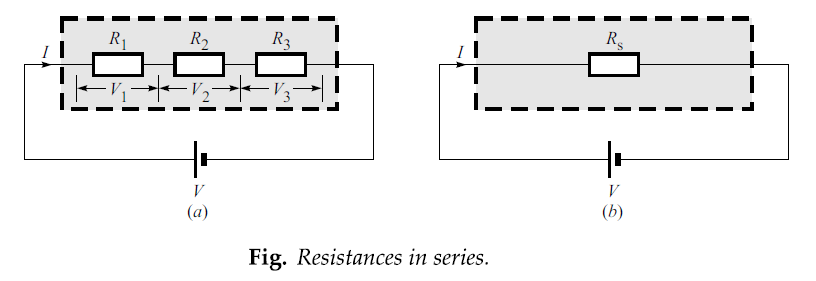 R1 R2 R3
I
V1 V2 V3
V
(a)
Rs
I
V
(b)
Fig. Resistances in series.